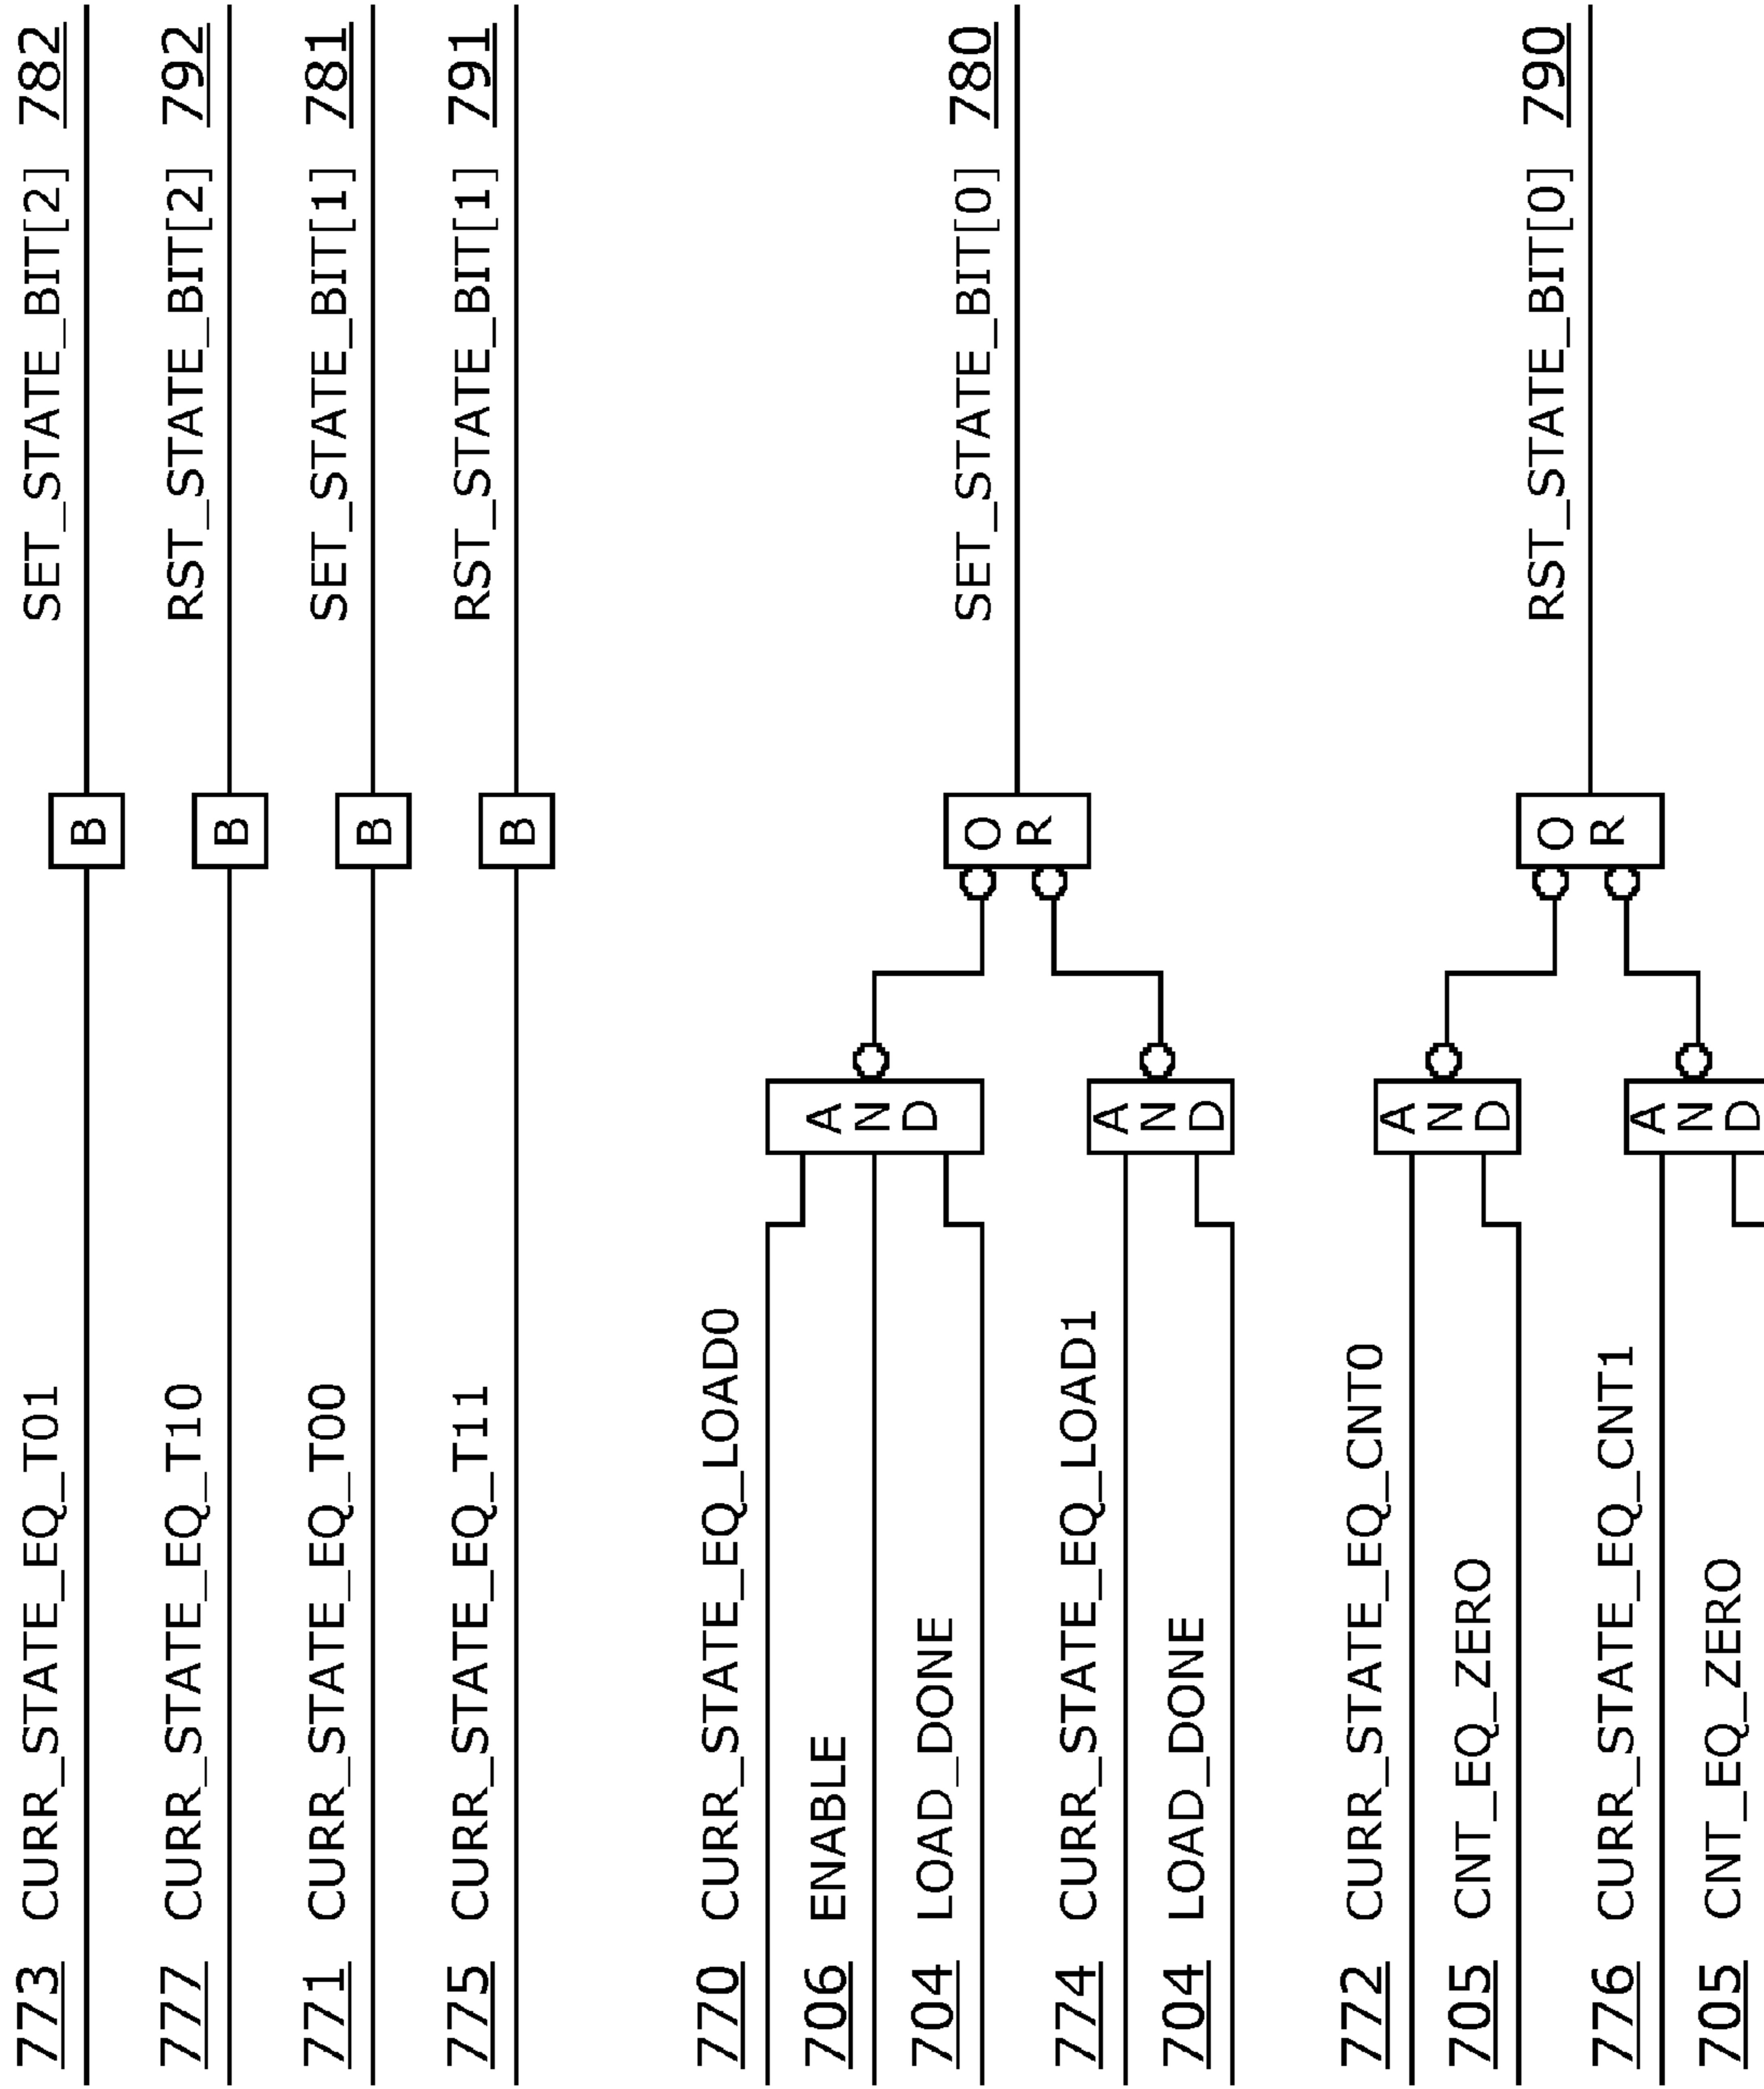 773 CURR_STATE_EQ_T01 B SET_STATE_BIT[2] 782
777 CURR_STATE_EQ_T10 B RST_STATE_BIT[2] 792
771 CURR_STATE_EQ_T00 B SET_STATE_BIT[1] 781
775 CURR_STATE_EQ_T11 B RST_STATE_BIT[1] 791
770 CURR_STATE_EQ_LOAD0
706 ENABLE
704 LOAD_DONE
AND
774 CURR_STATE_EQ_LOAD1
704 LOAD_DONE
AND
OR
SET_STATE_BIT[0] 780
772 CURR_STATE_EQ_CNT0
705 CNT_EQ_ZERO
AND
776 CURR_STATE_EQ_CNT1
705 CNT_EQ_ZERO
AND
OR
RST_STATE_BIT[0] 790